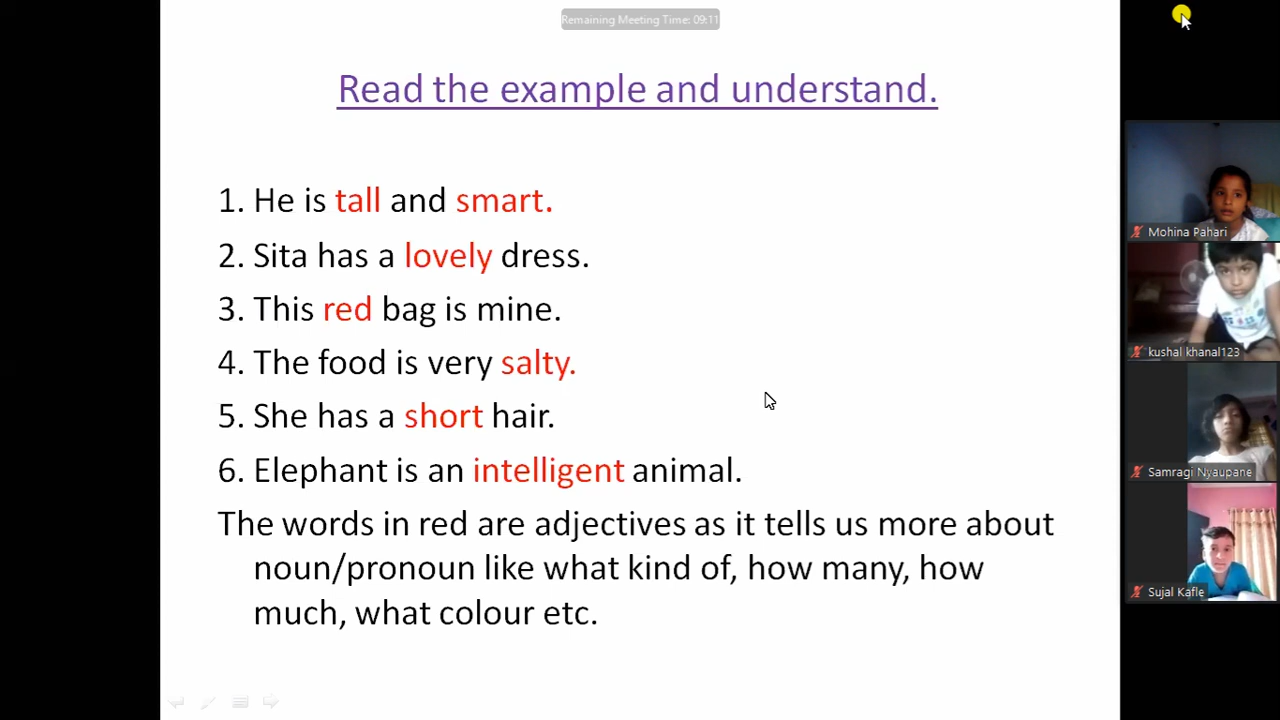 Remaining Meeting Time: 09:11
Read the example and understand.
1. He is tall and smart.
2. Sita has a lovely dress.
3. This red bag is mine.
4. The food is very salty.
5. She has a short hair.
6. Elephant is an intelligent animal.
The words in red are adjectives as it tells us more about
noun/pronoun like what kind of, how many, how
much, what colour etc.
Mohina Pahari
kushal khanal123
Samragi Nyaupane
Sujal Kafle